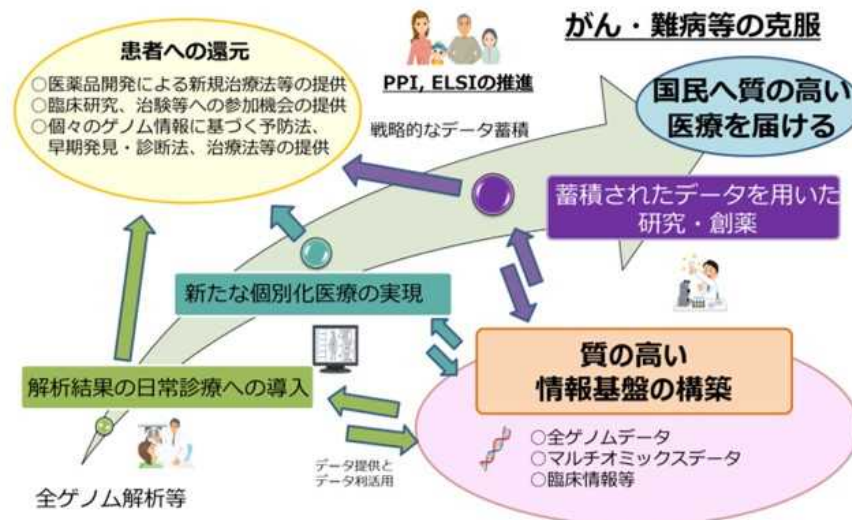 がん・難病等の克服
患者への還元
○医薬品開発による新規治療法等の提供
○臨床研究、治験等への参加機会の提供
○個々のゲノム情報に基づく予防法、
早期発見・診断法、治療法等の提供
PPI, ELSIの推進
戦略的なデータ蓄積
国民へ質の高い
医療を届ける
蓄積されたデータを用いた
研究・創薬
新たな個別化医療の実現
質の高い
情報基盤の構築
○全ゲノムデータ
○マルチオミックスデータ
○臨床情報等
解析結果の日常診療への導入
データ提供と
データ利活用
全ゲノム解析等